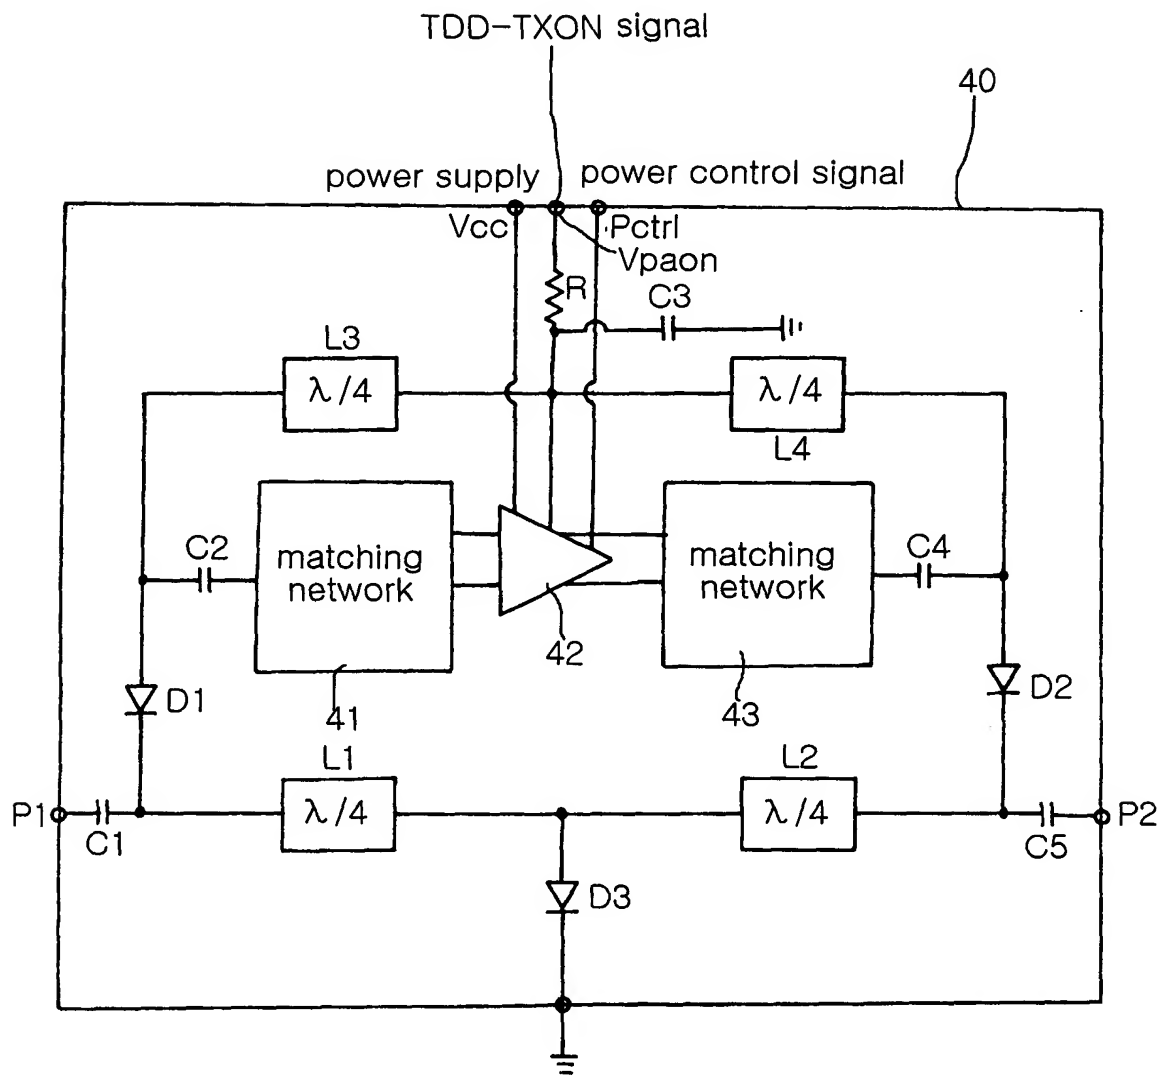 TDD-TXON signal
40
power supply
power control signal
Vcc
Pctrl
Vpaon
R
C3
L3
λ/4
λ/4
L4
C2
matching
network
matching
network
C4
42
41
43
D1
D2
L1
L2
P1
λ/4
λ/4
P2
C1
C5
D3